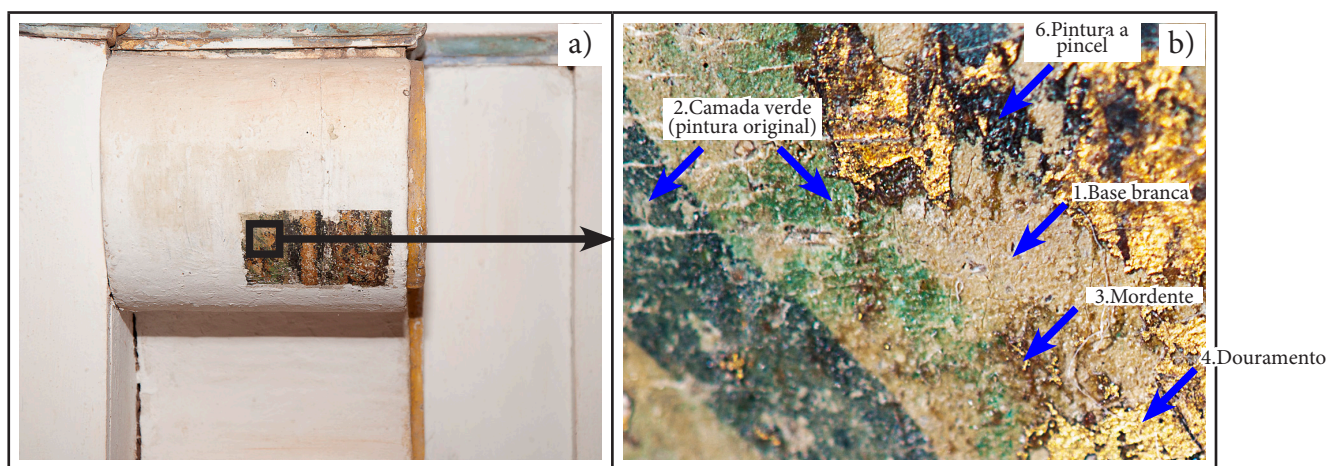 a)
b)
6.Pintura a
pincel
2.Camada verde
(pintura original)
1.Base branca
3.Mordente
4.Douramento